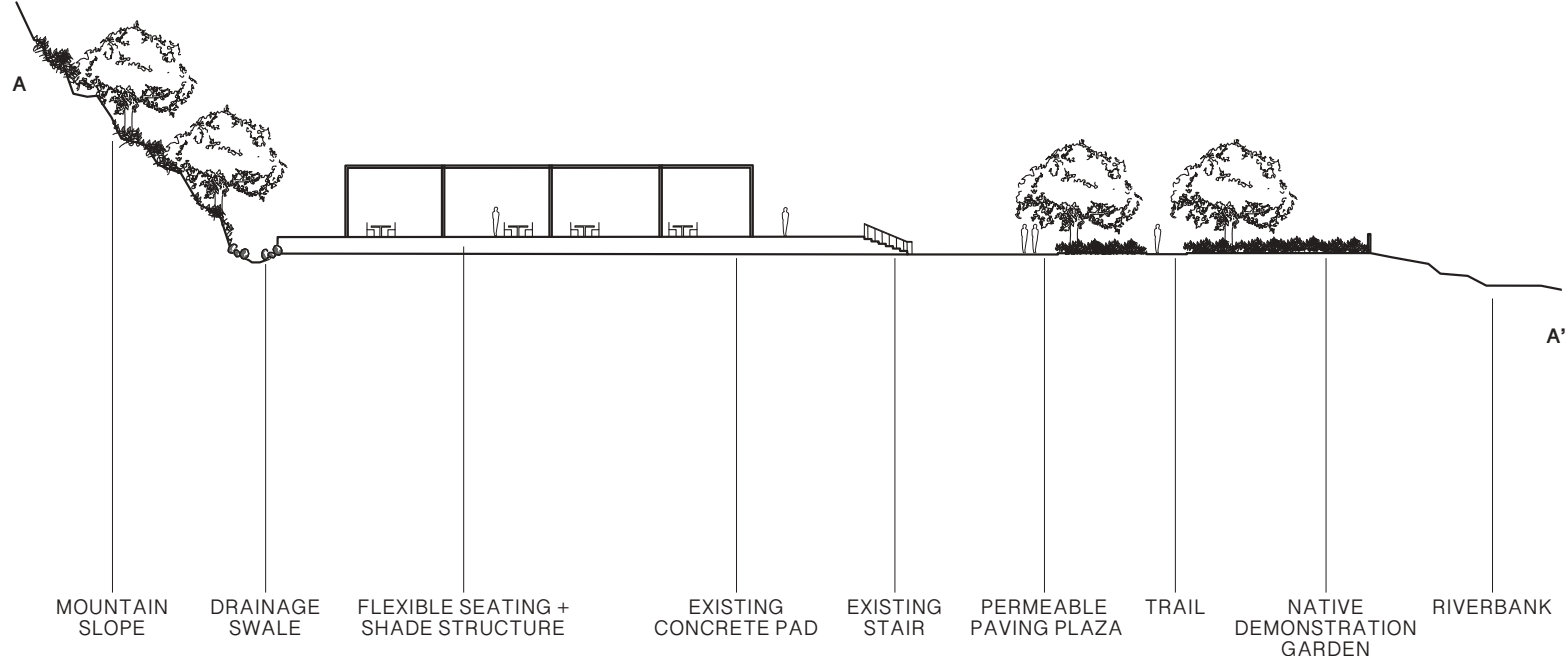 A
A'
MOUNTAIN
SLOPE
DRAINAGE
SWALE
FLEXIBLE SEATING +
SHADE STRUCTURE
EXISTING
CONCRETE PAD
EXISTING
STAIR
PERMEABLE
PAVING PLAZA
TRAIL
NATIVE
DEMONSTRATION
GARDEN
RIVERBANK